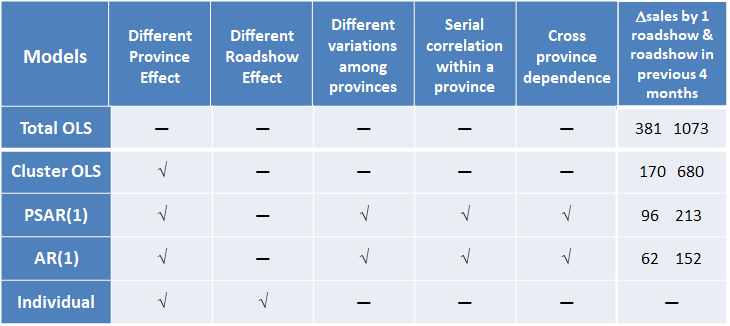 Models
Different Province Effect
Different Roadshow Effect
Different variations among provinces
Serial correlation within a province
Cross province dependence
Δsales by 1 roadshow & roadshow in previous 4 months
Total OLS — — — — — 381 1073
Cluster OLS √ — — — — 170 680
PSAR(1) √ — √ √ √ 96 213
AR(1) √ — √ √ √ 62 152
Individual √ √ — — — —